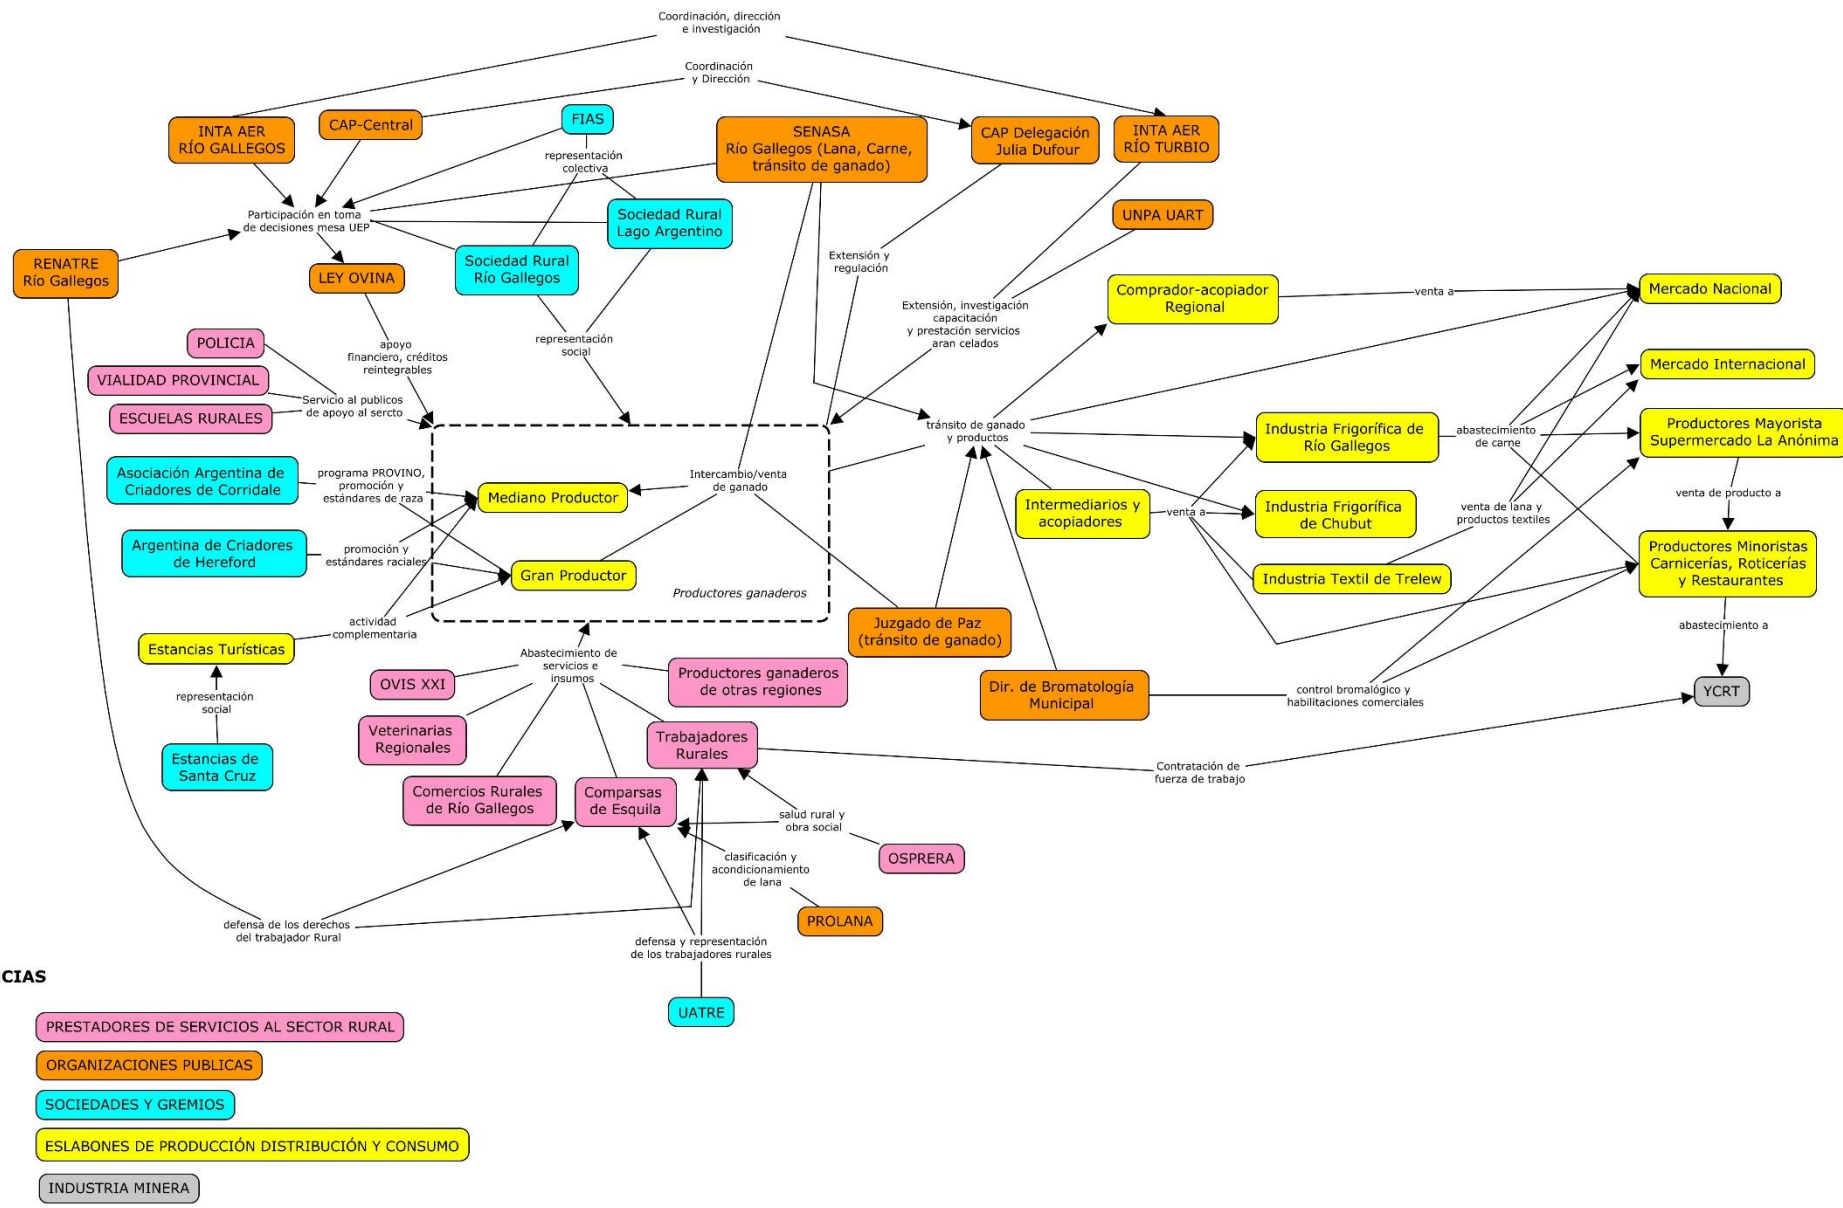 Coordinación, dirección
e investigación
Coordinación
y Dirección
INTA AER
RÍO GALLEGOS
CAP-Central
FIAS
SENASA
Río Gallegos (Lana, Carne,
tránsito de ganado)
CAP Delegación
Julia Dufour
INTA AER
RÍO TURBIO
representación
colectiva
Participación en toma
de decisiones mesa UEP
Sociedad Rural
Lago Argentino
UNPA UART
RENATRE
Río Gallegos
LEY OVINA
Sociedad Rural
Río Gallegos
Extensión y
regulación
Comprador-acopiador
Regional
venta a
Mercado Nacional
Extensión, investigación
capacitación
y prestación servicios
aran celados
POLICIA
apoyo
financiero, créditos
reintegrables
representación
social
Mercado Internacional
VIALIDAD PROVINCIAL
ESCUELAS RURALES
Servicio al publicos
de apoyo al sercto
tránsito de ganado
y productos
Industria Frigorífica de
Río Gallegos
abastecimiento
de carne
Productores Mayorista
Supermercado La Anónima
Asociación Argentina de
Criadores de Corridale
programa PROVINO,
promoción y
estándares de raza
Mediano Productor
Intercambio/venta
de ganado
Intermediarios y
acopiadores
venta a
Industria Frigorífica
de Chubut
venta de lana y
productos textiles
venta de producto a
Argentina de Criadores
de Hereford
promoción y
estándares raciales
Gran Productor
Productores ganaderos
Industria Textil de Trelew
Productores Minoristas
Carnicerías, Roticerías
y Restaurantes
actividad
complementaria
Estancias Turísticas
Juzgado de Paz
(tránsito de ganado)
abastecimiento a
Abastecimiento de
servicios e
insumos
OVIS XXI
Productores ganaderos
de otras regiones
Dir. de Bromatología
Municipal
control bromalógico y
habilitaciones comerciales
YCRT
representación
social
Veterinarias
Regionales
Trabajadores
Rurales
Estancias de
Santa Cruz
Contratación de
fuerza de trabajo
Comercios Rurales
de Río Gallegos
Comparsas
de Esquila
salud rural y
obra social
OSPRERA
clasificación y
acondicionamiento
de lana
PROLANA
defensa de los derechos
del trabajador Rural
defensa y representación
de los trabajadores rurales
UATRE
CIAS
PRESTADORES DE SERVICIOS AL SECTOR RURAL
ORGANIZACIONES PUBLICAS
SOCIEDADES Y GREMIOS
ESLABONES DE PRODUCCIÓN DISTRIBUCIÓN Y CONSUMO
INDUSTRIA MINERA